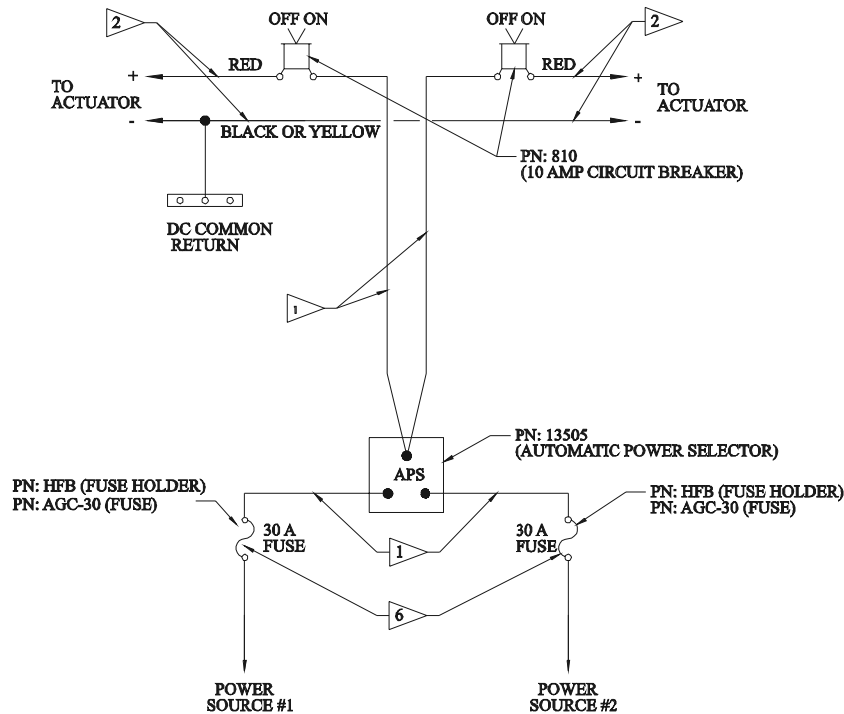 OFF ON
OFF ON
2
2
RED
RED
+
+
TO
ACTUATOR
TO
ACTUATOR
-
-
BLACK OR YELLOW
PN: 810
(10 AMP CIRCUIT BREAKER)
DC COMMON
RETURN
1
PN: 13505
(AUTOMATIC POWER SELECTOR)
APS
PN: HFB (FUSE HOLDER)
PN: AGC-30 (FUSE)
PN: HFB (FUSE HOLDER)
PN: AGC-30 (FUSE)
30 A
FUSE
30 A
FUSE
1
6
POWER
SOURCE #1
POWER
SOURCE #2